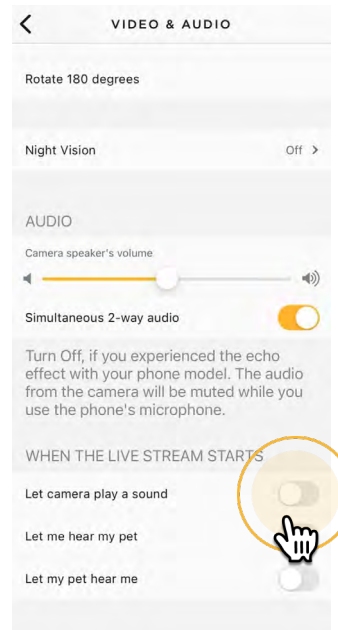 VIDEO & AUDIO
Rotate 180 degrees
Night Vision Off >
AUDIO
Camera speaker's volume
Simultaneous 2-way audio
Turn Off, if you experienced the echo
effect with your phone model. The audio
from the camera will be muted while you
use the phone's microphone.
WHEN THE LIVE STREAM STARTS
Let camera play a sound
Let me hear my pet
Let my pet hear me